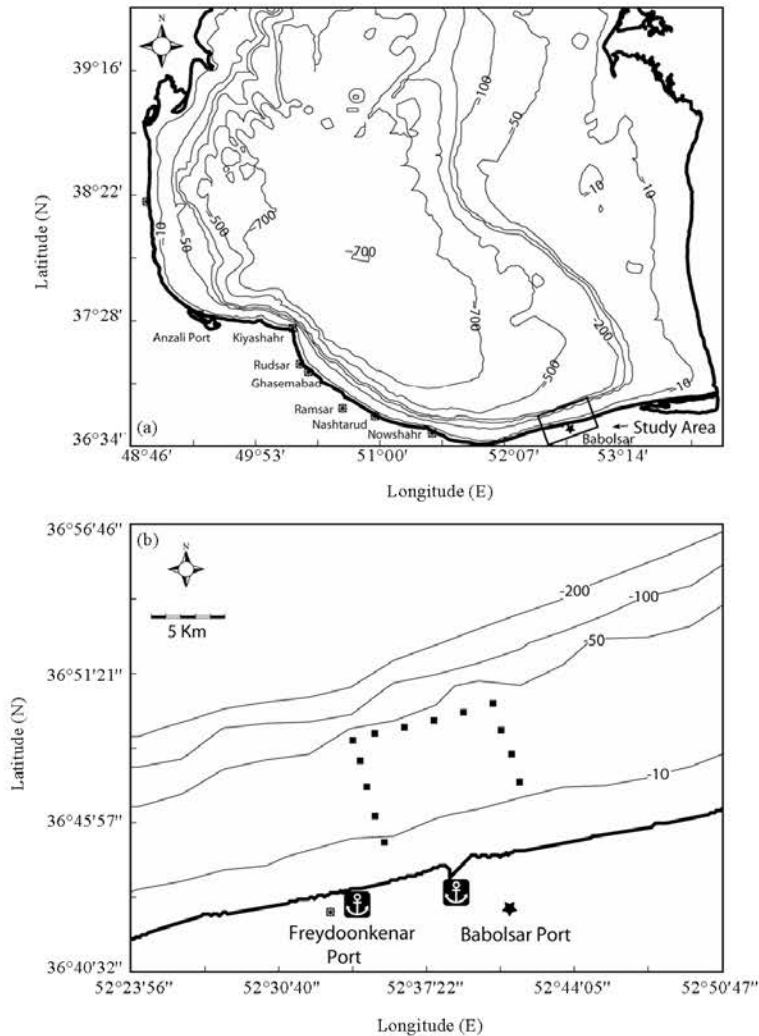 N
39°16'
38°22'
37°28'
36°34'
Latitude (N)
-100
-50
-10
-10
-10
-50
-500
-700
-700
-700
-200
-500
-10
Anzali Port
Kiyashahr
Rudsar
Ghasemabad
Ramsar
Nashtarud
Nowshahr
Babolsar
Study Area
(a)
48°46'
49°53'
51°00'
52°07'
53°14'
Longitude (E)
(b)
N
5 Km
36°56'46''
36°51'21''
36°45'57''
36°40'32''
Latitude (N)
-200
-100
-50
-10
Freydoonkenar
Port
Babolsar Port
52°23'56''
52°30'40''
52°37'22''
52°44'05''
52°50'47''
Longitude (E)